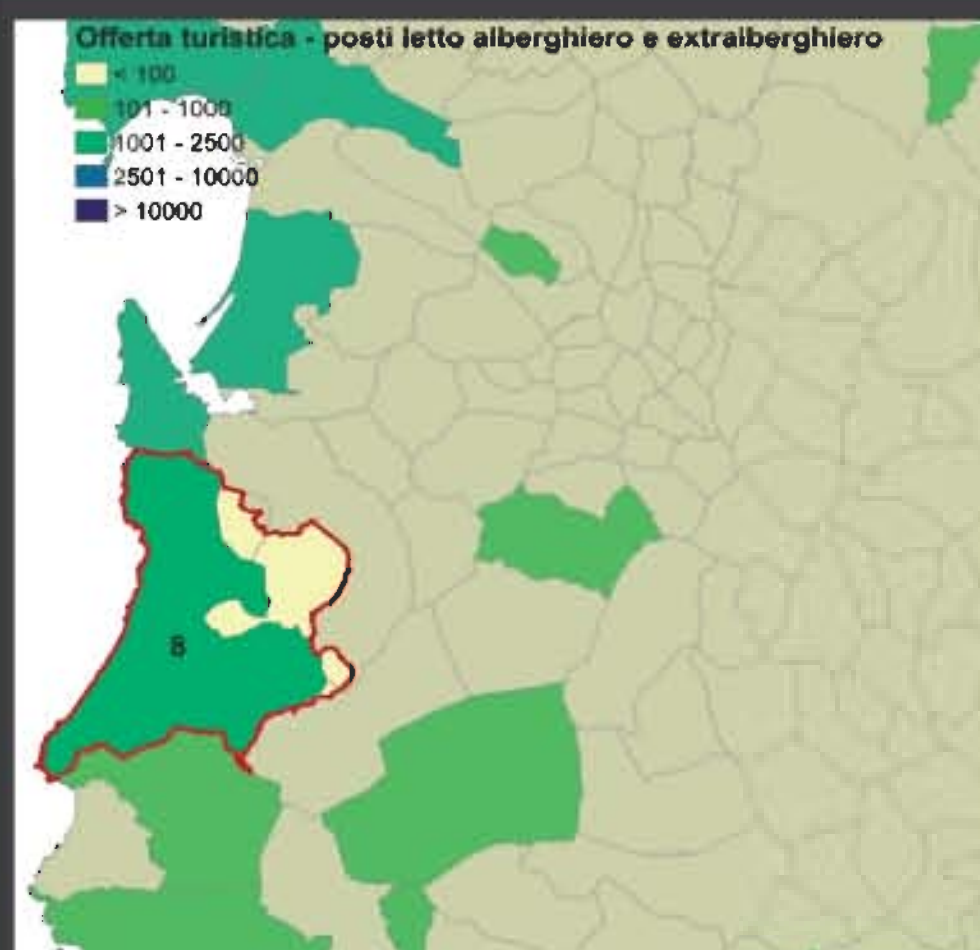 Offerta turistica - posti letto alberghiero e extralberghiero
< 100
101 - 1000
1001 - 2500
2501 - 10000
> 10000
8